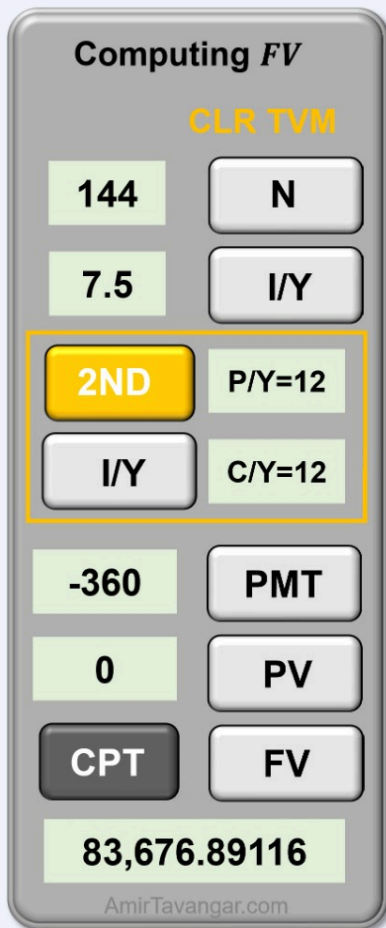 Computing FV
CLR TVM
144 N
7.5 I/Y
2ND P/Y=12
I/Y C/Y=12
-360 PMT
0 PV
CPT FV
83,676.89116
AmirTavangar.com